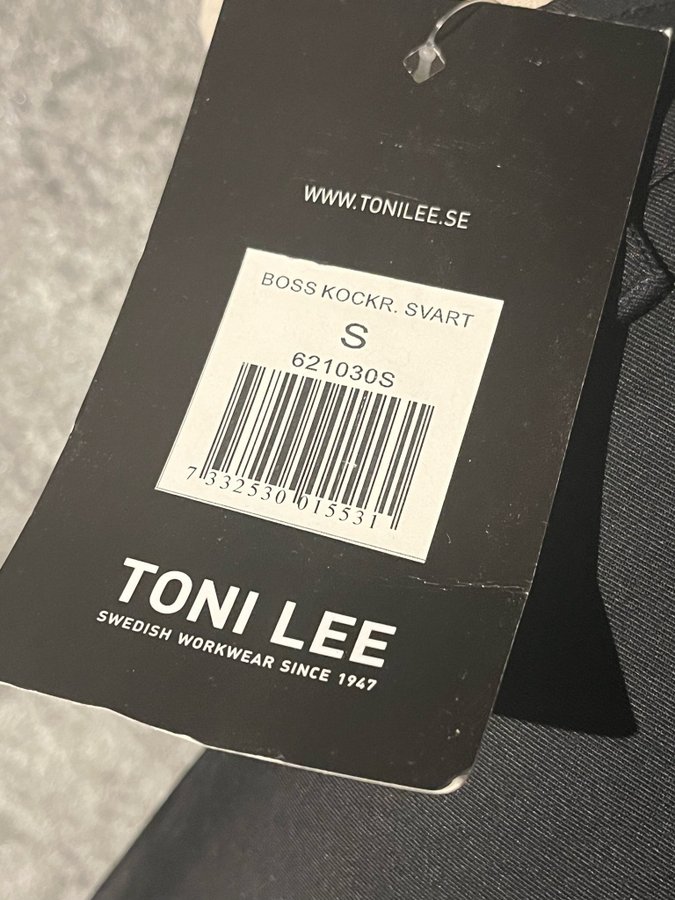 WWW.TONILEE.SE
BOSS KOCKR. SVART
S
621030S
7 332530 015531
TONI LEE
SWEDISH WORKWEAR SINCE 1947